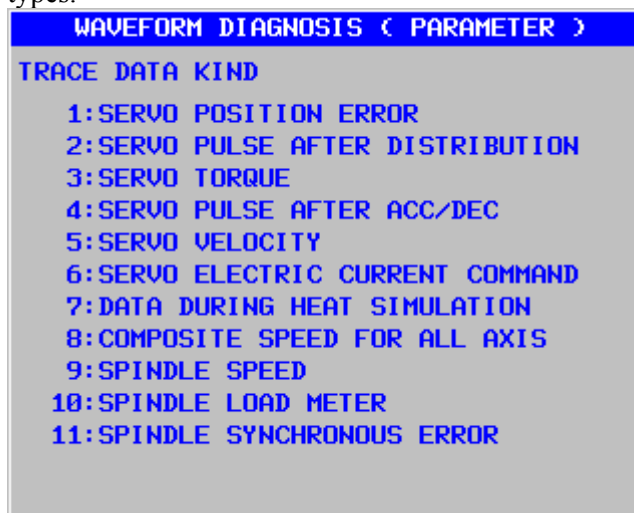 types.
WAVEFORM DIAGNOSIS ( PARAMETER )
TRACE DATA KIND
1:SERVO POSITION ERROR
2:SERVO PULSE AFTER DISTRIBUTION
3:SERVO TORQUE
4:SERVO PULSE AFTER ACC/DEC
5:SERVO VELOCITY
6:SERVO ELECTRIC CURRENT COMMAND
7:DATA DURING HEAT SIMULATION
8:COMPOSITE SPEED FOR ALL AXIS
9:SPINDLE SPEED
10:SPINDLE LOAD METER
11:SPINDLE SYNCHRONOUS ERROR